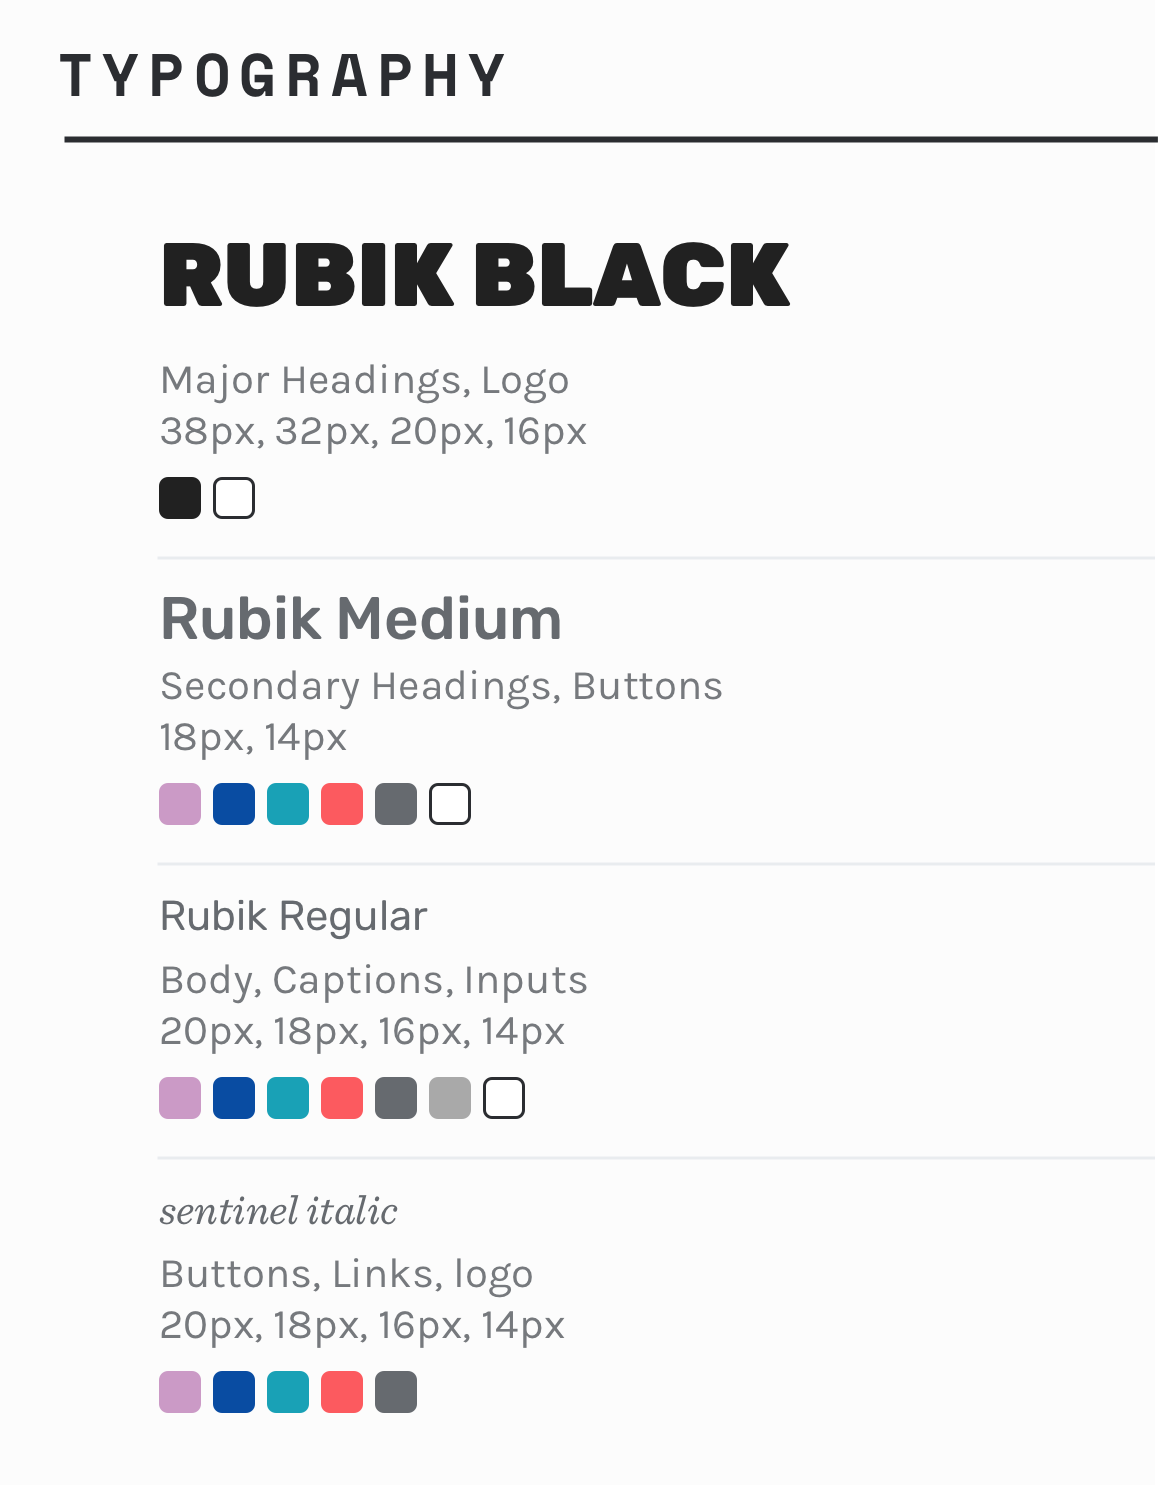 TYPOGRAPHY
RUBIK BLACK
Major Headings, Logo
38px, 32px, 20px, 16px
Rubik Medium
Secondary Headings, Buttons
18px, 14px
Rubik Regular
Body, Captions, Inputs
20px, 18px, 16px, 14px
sentinel italic
Buttons, Links, logo
20px, 18px, 16px, 14px